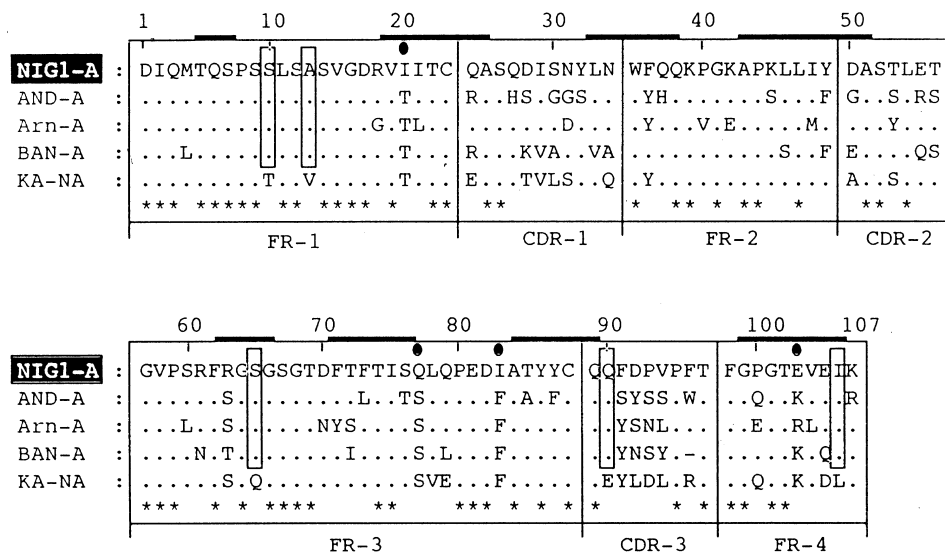 1 10 20 30 40 50
NIG1-A : DIQMTQSPSSLSASVGDRVIITC QASQDISNYLN WFQQKPGKAPKLLIY DASTLET
AND-A : ...................T... R..HS.GGS.. .YH.......S...F G..S.RS
Arn-A : .................G.TL.. .......D... .Y...V.E.....M. ...Y...
BAN-A : ...L...............T... R...KVA..VA ...........S..F E....QS
KA-NA : .........T..V......T... E...TVLS..Q .Y............. A..S...
*** ***** ** **** * ** ** * ** * ** * ** *
FR-1 CDR-1 FR-2 CDR-2
60 70 80 90 100 107
NIG1-A : GVPSRFRGSGSGTDFTFTISQLQPEDIATYYC QQFDPVPFT FGPGTEVEIK
AND-A : ......S.........L..TS.....F.A.F. ..SYSS.W. ..Q..K...R
Arn-A : ...L.........NYS....S.....F..... ..YSNL... ..E..RL...
BAN-A : ....N.T........I....S.L...F..... ..YNSY.-. .....K.Q..
KA-NA : ......S.Q...........SVE...F..... .EYLDL.R. ..Q..K.DL.
*** * * **** ** *** * * * * * * ** **
FR-3 CDR-3 FR-4